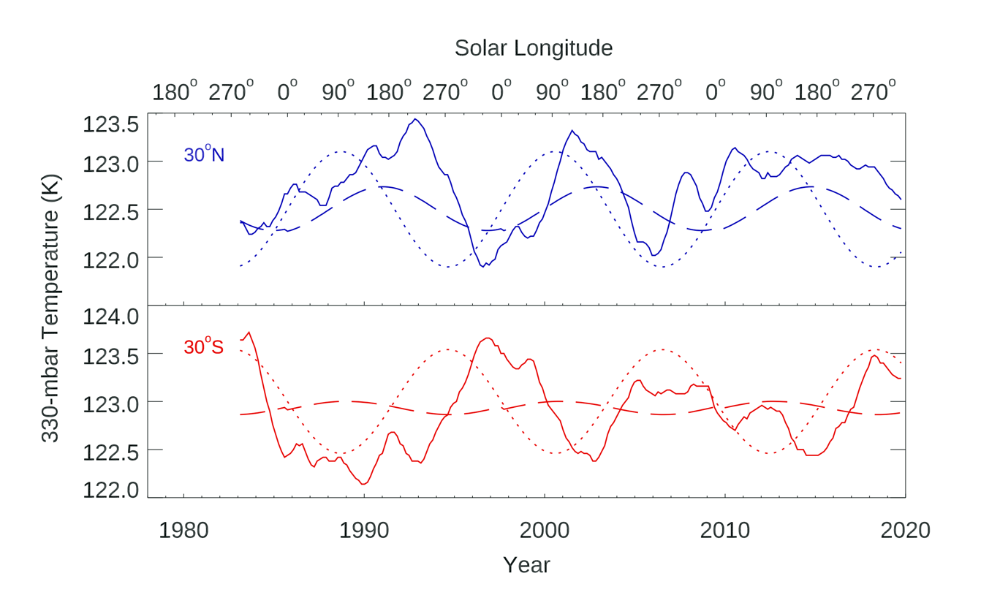 Solar Longitude
180° 270° 0° 90° 180° 270° 0° 90° 180° 270° 0° 90° 180° 270°
123.5
30°N
123.0
122.5
122.0
330-mbar Temperature (K)
124.0
30°S
123.5
123.0
122.5
122.0
1980 1990 2000 2010 2020
Year